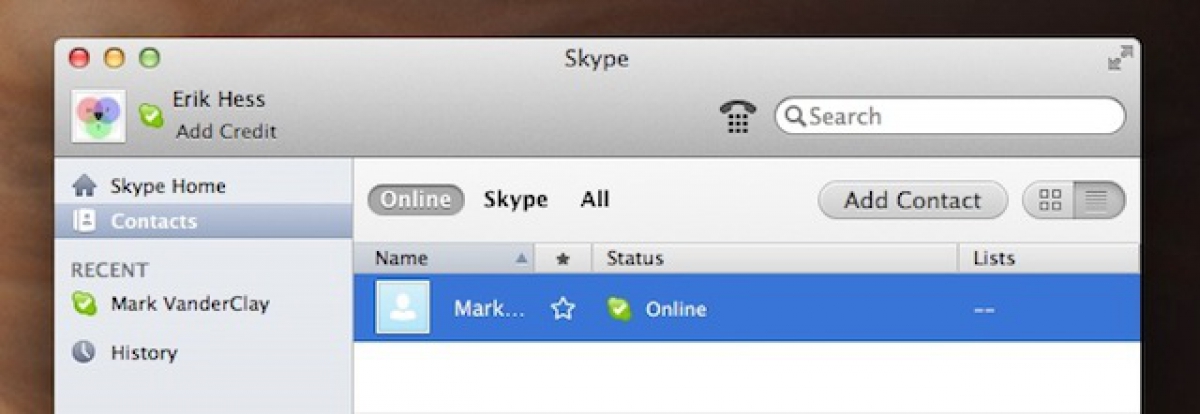 Skype
Erik Hess
Add Credit
Search
Skype Home
Contacts
RECENT
Mark VanderClay
History
Online Skype All Add Contact
Name Status Lists
Mark... Online --